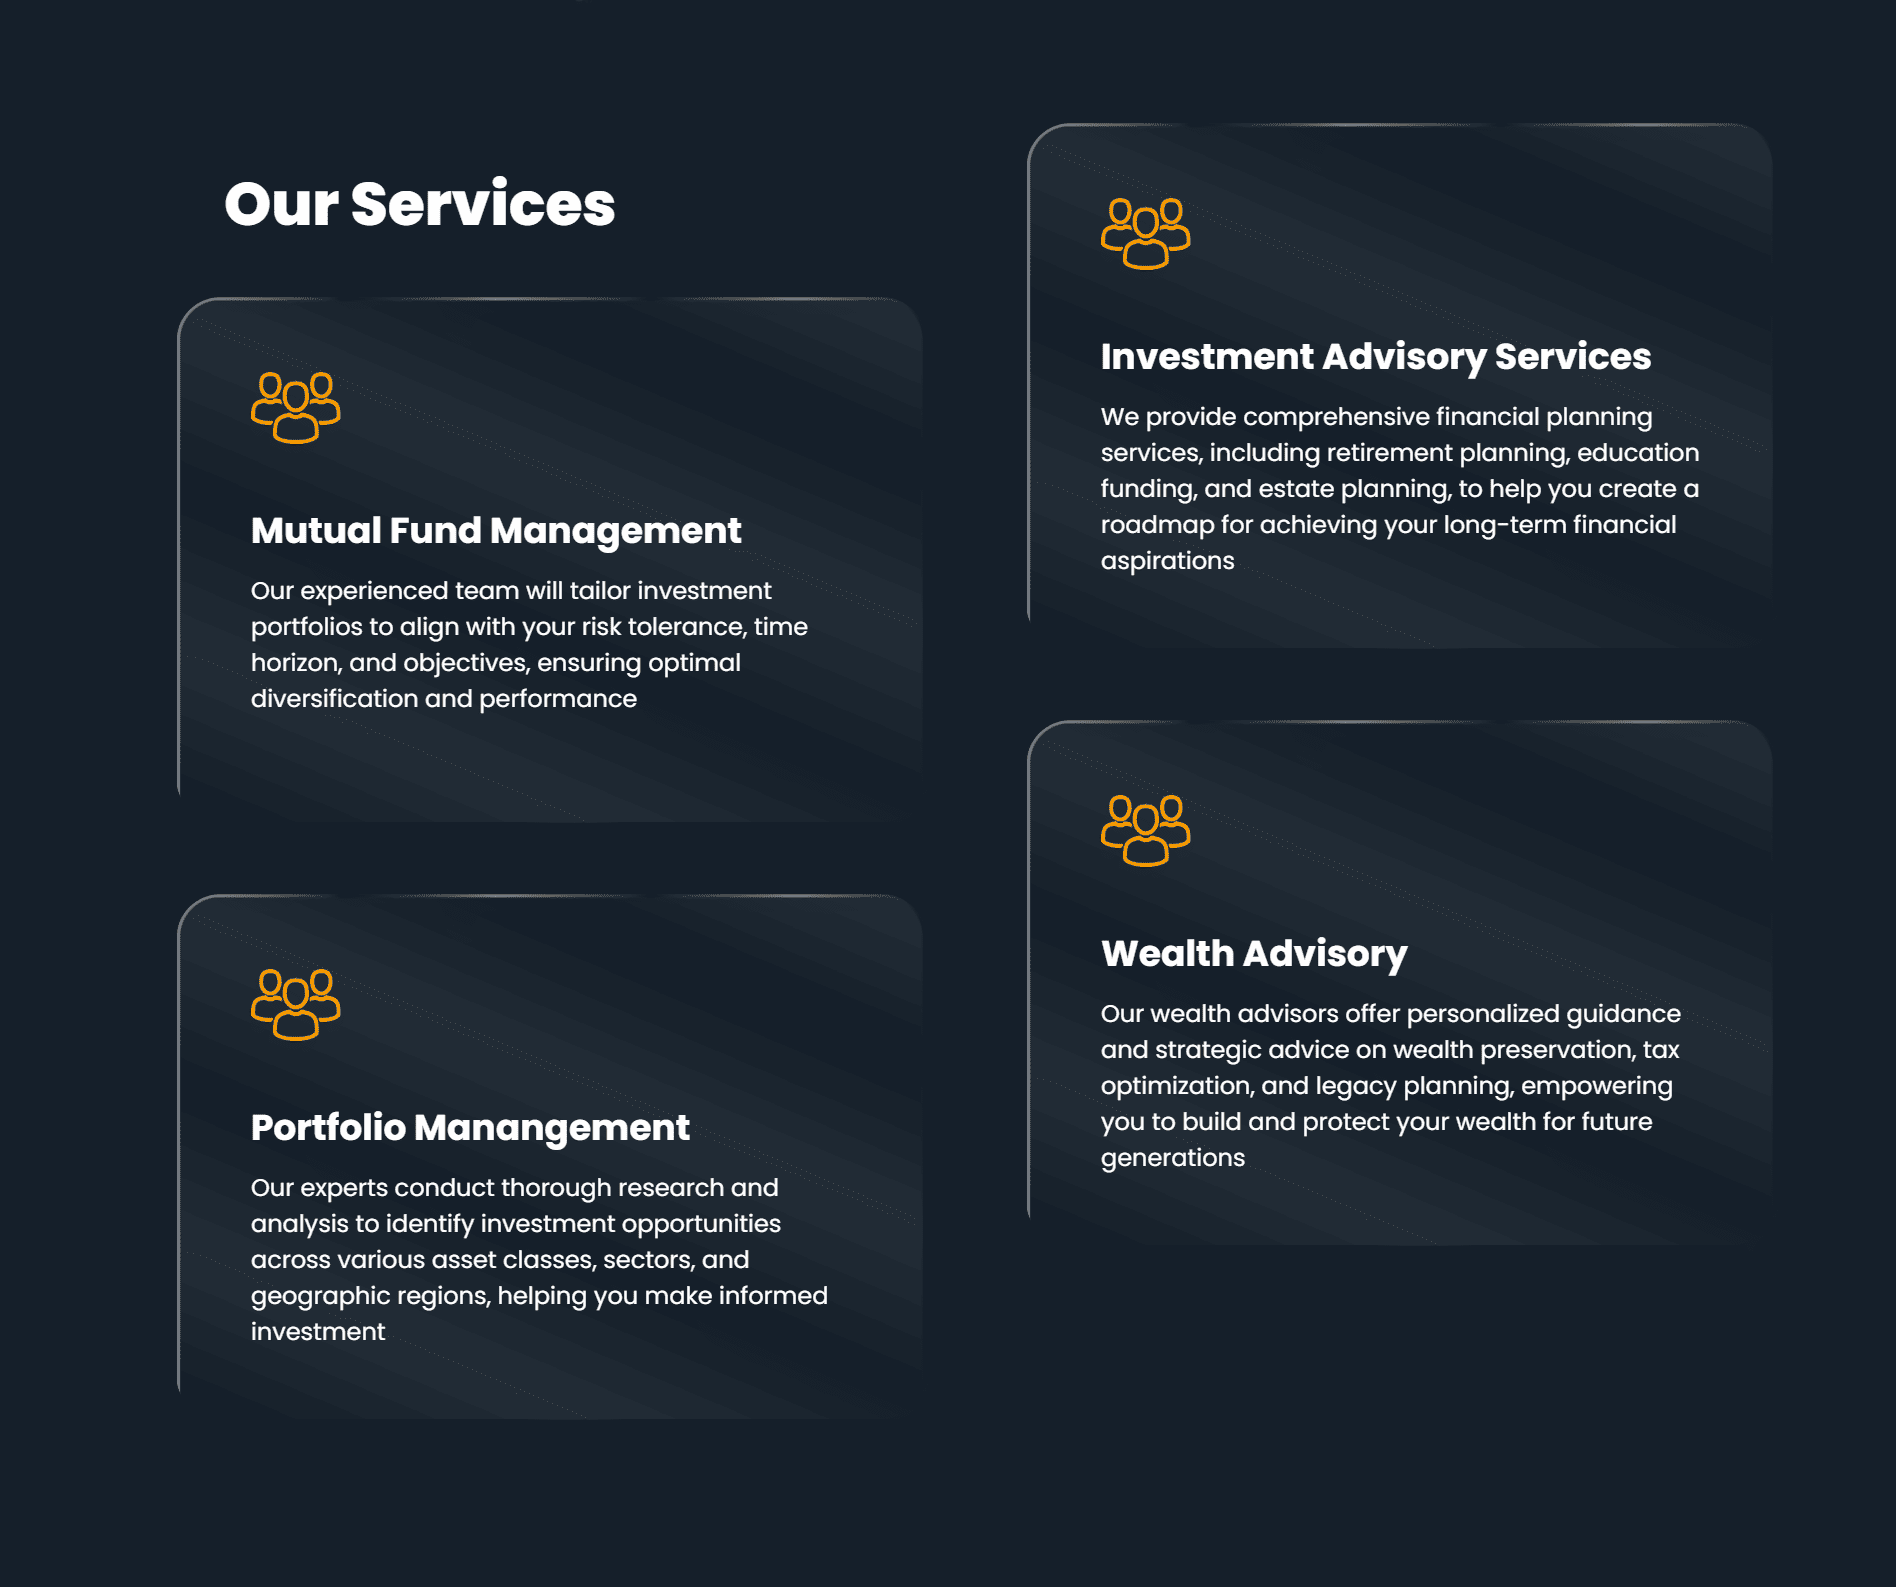 Our Services
Mutual Fund Management
Our experienced team will tailor investment
portfolios to align with your risk tolerance, time
horizon, and objectives, ensuring optimal
diversification and performance
Portfolio Manangement
Our experts conduct thorough research and
analysis to identify investment opportunities
across various asset classes, sectors, and
geographic regions, helping you make informed
investment
Investment Advisory Services
We provide comprehensive financial planning
services, including retirement planning, education
funding, and estate planning, to help you create a
roadmap for achieving your long-term financial
aspirations
Wealth Advisory
Our wealth advisors offer personalized guidance
and strategic advice on wealth preservation, tax
optimization, and legacy planning, empowering
you to build and protect your wealth for future
generations